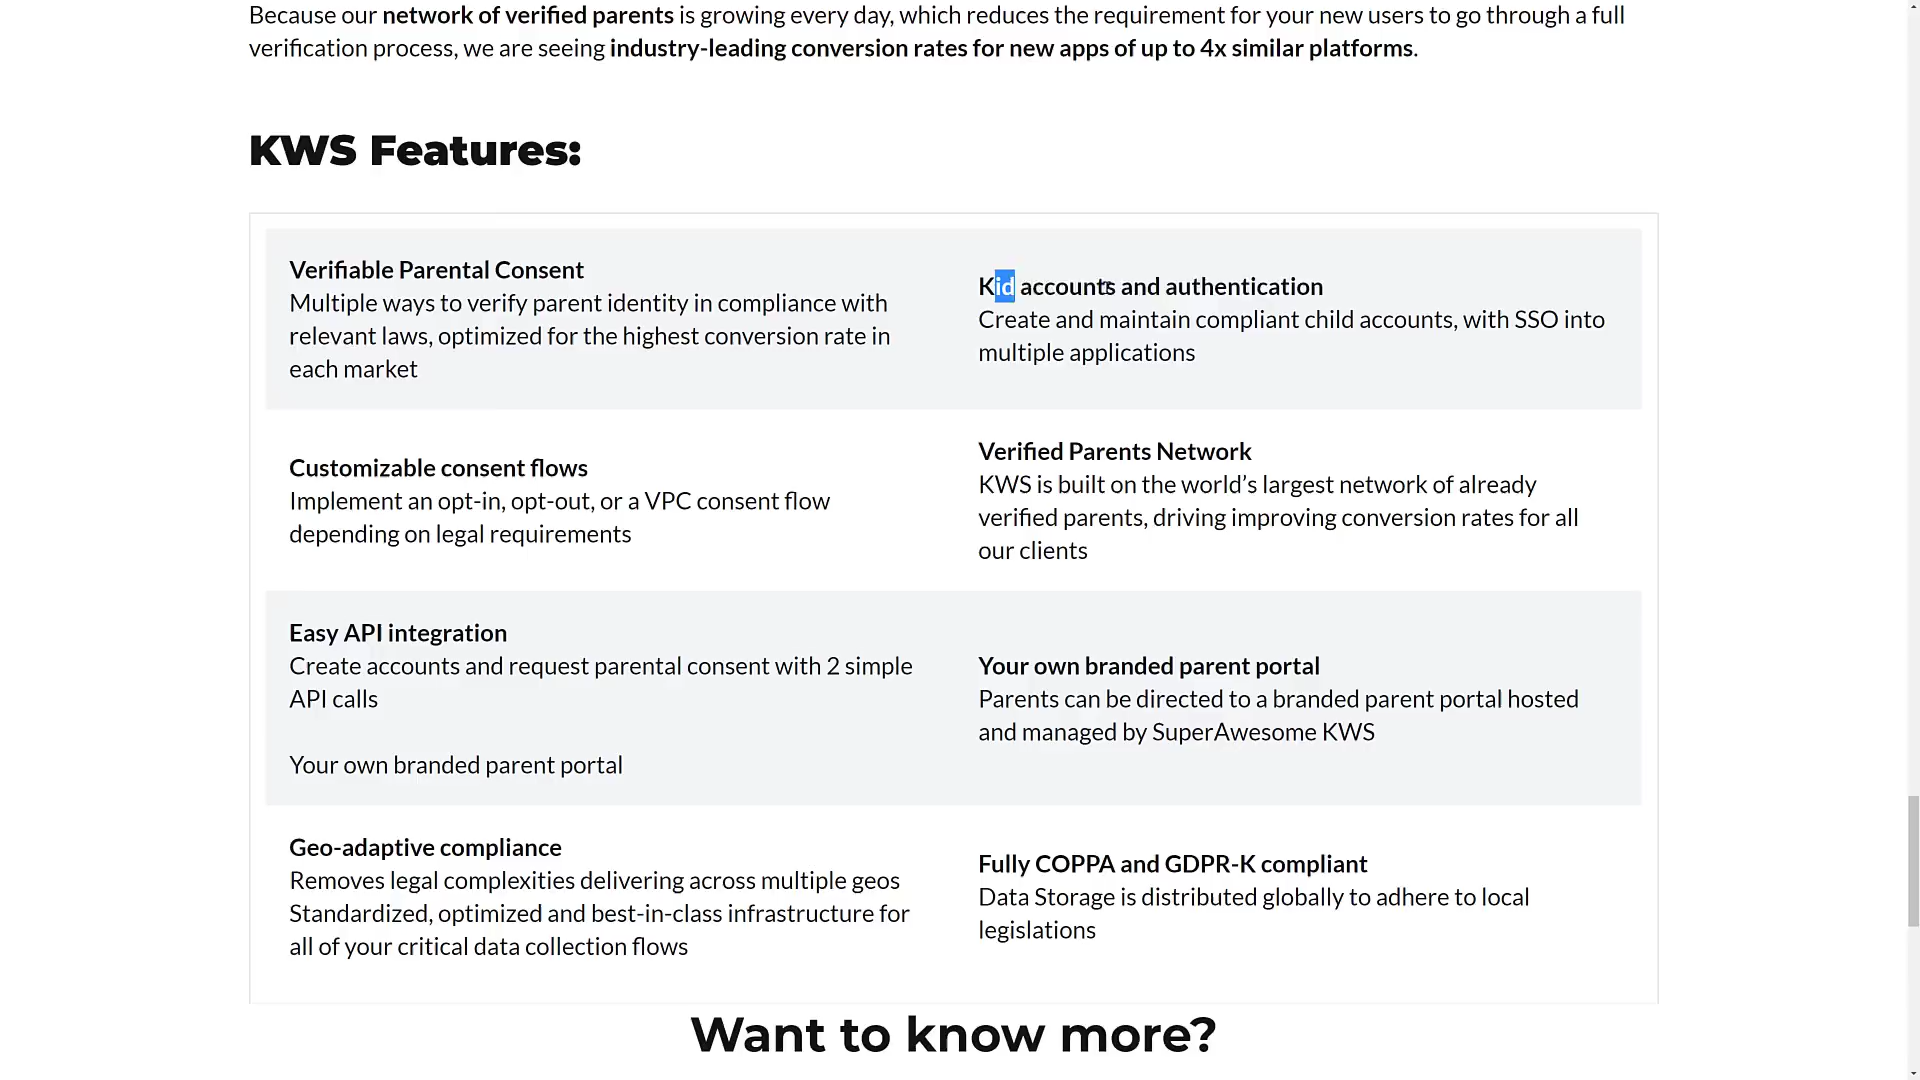 Because our network of verified parents is growing every day, which reduces the requirement for your new users to go through a full
verification process, we are seeing industry-leading conversion rates for new apps of up to 4x similar platforms.
KWS Features:
Verifiable Parental Consent
Multiple ways to verify parent identity in compliance with
relevant laws, optimized for the highest conversion rate in
each market
Kid accounts and authentication
Create and maintain compliant child accounts, with SSO into
multiple applications
Customizable consent flows
Implement an opt-in, opt-out, or a VPC consent flow
depending on legal requirements
Verified Parents Network
KWS is built on the world’s largest network of already
verified parents, driving improving conversion rates for all
our clients
Easy API integration
Create accounts and request parental consent with 2 simple
API calls
Your own branded parent portal
Your own branded parent portal
Parents can be directed to a branded parent portal hosted
and managed by SuperAwesome KWS
Geo-adaptive compliance
Removes legal complexities delivering across multiple geos
Standardized, optimized and best-in-class infrastructure for
all of your critical data collection flows
Fully COPPA and GDPR-K compliant
Data Storage is distributed globally to adhere to local
legislations
Want to know more?